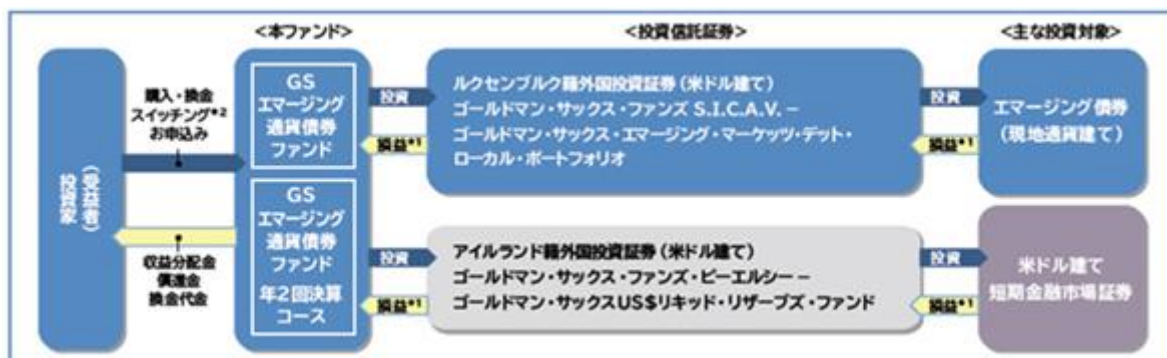 <本ファンド>
<投資信託証券>
<主な投資対象>
投資家
(受益者)
購入・換金
スイッチング*2
お申込み
収益分配金
償還金
換金代金
GS
エマージング
通貨債券
ファンド
GS
エマージング
通貨債券
ファンド
年2回決算
コース
投資
損益*1
ルクセンブルク籍外国投資証券(米ドル建て)
ゴールドマン・サックス・ファンズ S.I.C.A.V. –
ゴールドマン・サックス・エマージング・マーケッツ・デット・
ローカル・ポートフォリオ
投資
損益*1
エマージング債券
(現地通貨建て)
投資
損益*1
アイルランド籍外国投資証券(米ドル建て)
ゴールドマン・サックス・ファンズ・ピーエルシー –
ゴールドマン・サックスUS$リキッド・リザーブズ・ファンド
投資
損益*1
米ドル建て
短期金融市場証券